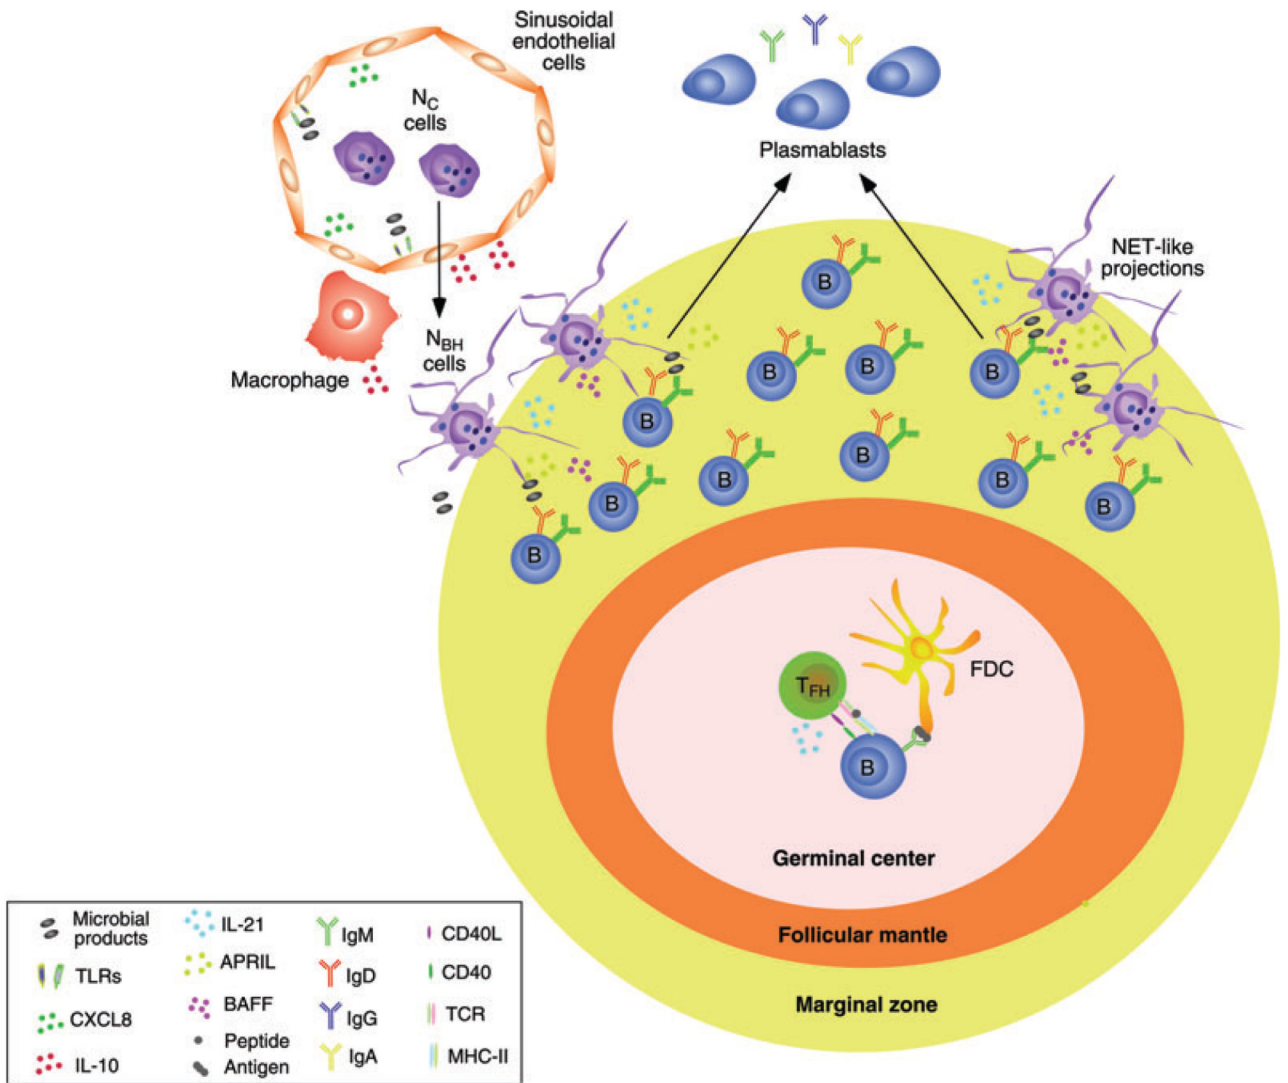 Sinusoidal
endothelial
cells
NC
cells
Plasmablasts
NBH
cells
Macrophage
NET-like
projections
B
B
B
B
B
B
B
B
B
B
B
TFH
FDC
B
Germinal center
Follicular mantle
Marginal zone
Microbial
products
TLRs
CXCL8
IL-10
IL-21
APRIL
BAFF
Peptide
Antigen
IgM
IgD
IgG
IgA
CD40L
CD40
TCR
MHC-II